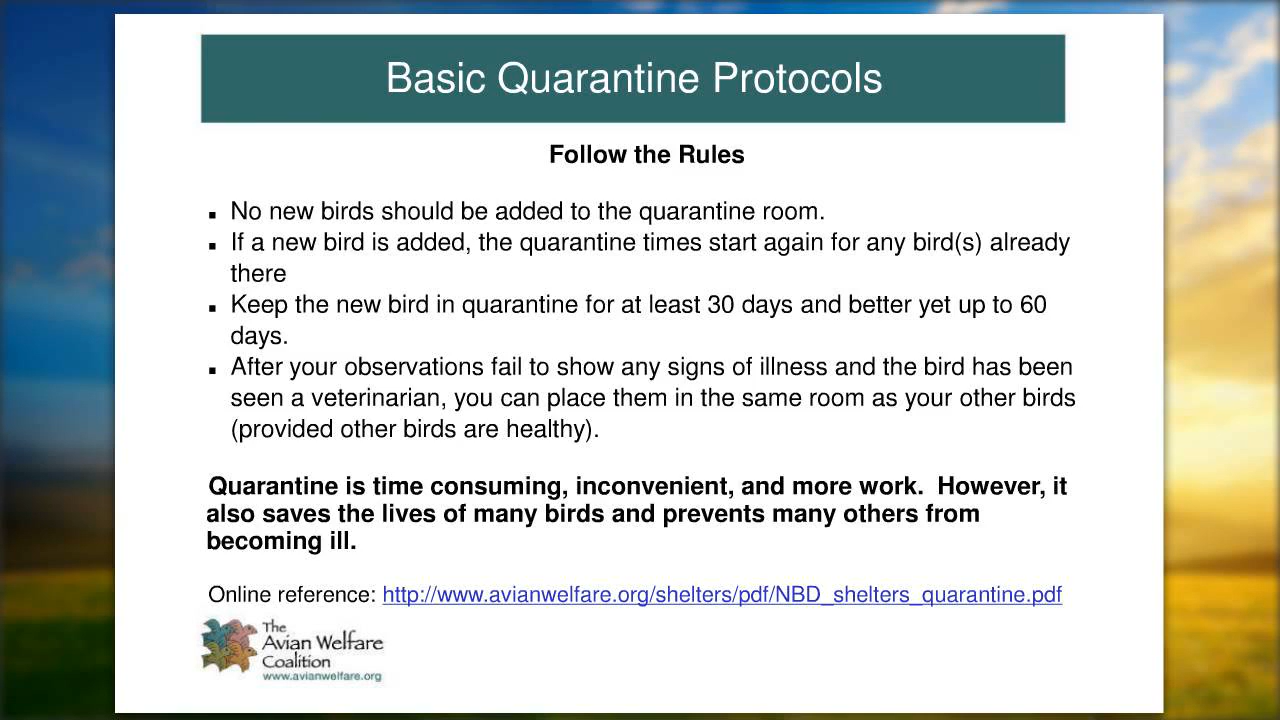 Basic Quarantine Protocols
Follow the Rules
No new birds should be added to the quarantine room.
If a new bird is added, the quarantine times start again for any bird(s) already
there
Keep the new bird in quarantine for at least 30 days and better yet up to 60
days.
After your observations fail to show any signs of illness and the bird has been
seen a veterinarian, you can place them in the same room as your other birds
(provided other birds are healthy).
Quarantine is time consuming, inconvenient, and more work.  However, it
also saves the lives of many birds and prevents many others from
becoming ill.
Online reference: http://www.avianwelfare.org/shelters/pdf/NBD_shelters_quarantine.pdf
The
Avian Welfare
Coalition
www.avianwelfare.org